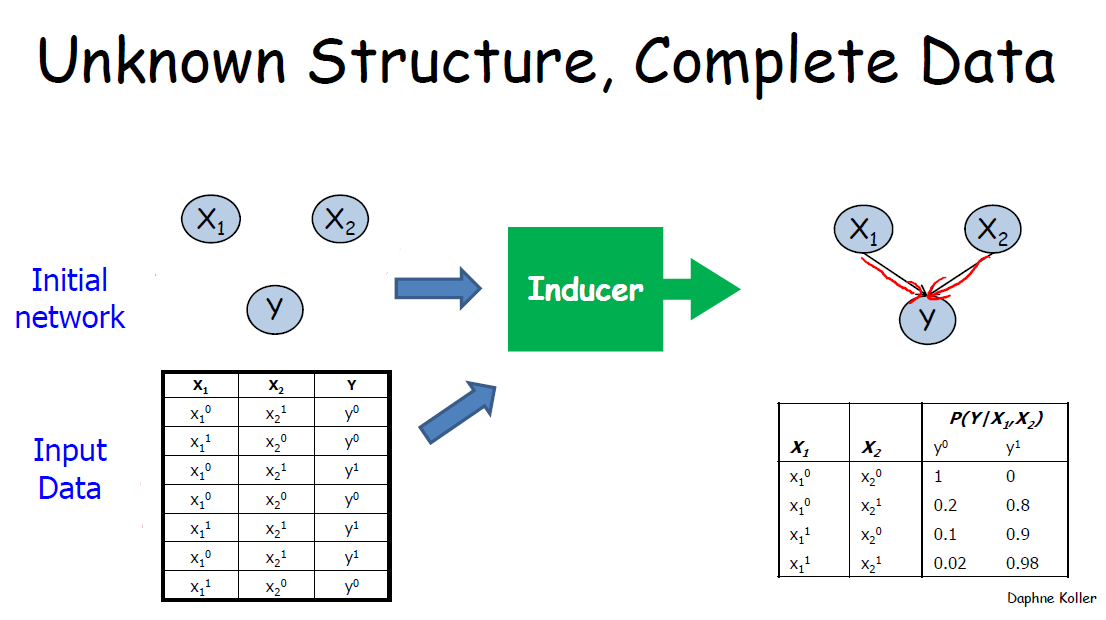 Unknown Structure, Complete Data
X₁ X₂
Y
Initial
network
Inducer
X₁ X₂
Y
Input
Data
X₁ X₂ Y
x₁⁰ x₂¹ y⁰
x₁¹ x₂⁰ y⁰
x₁⁰ x₂¹ y¹
x₁⁰ x₂⁰ y⁰
x₁¹ x₂¹ y¹
x₁⁰ x₂¹ y¹
x₁¹ x₂⁰ y⁰
P(Y|X₁,X₂)
X₁ X₂ y⁰ y¹
x₁⁰ x₂⁰ 1 0
x₁⁰ x₂¹ 0.2 0.8
x₁¹ x₂⁰ 0.1 0.9
x₁¹ x₂¹ 0.02 0.98
Daphne Koller